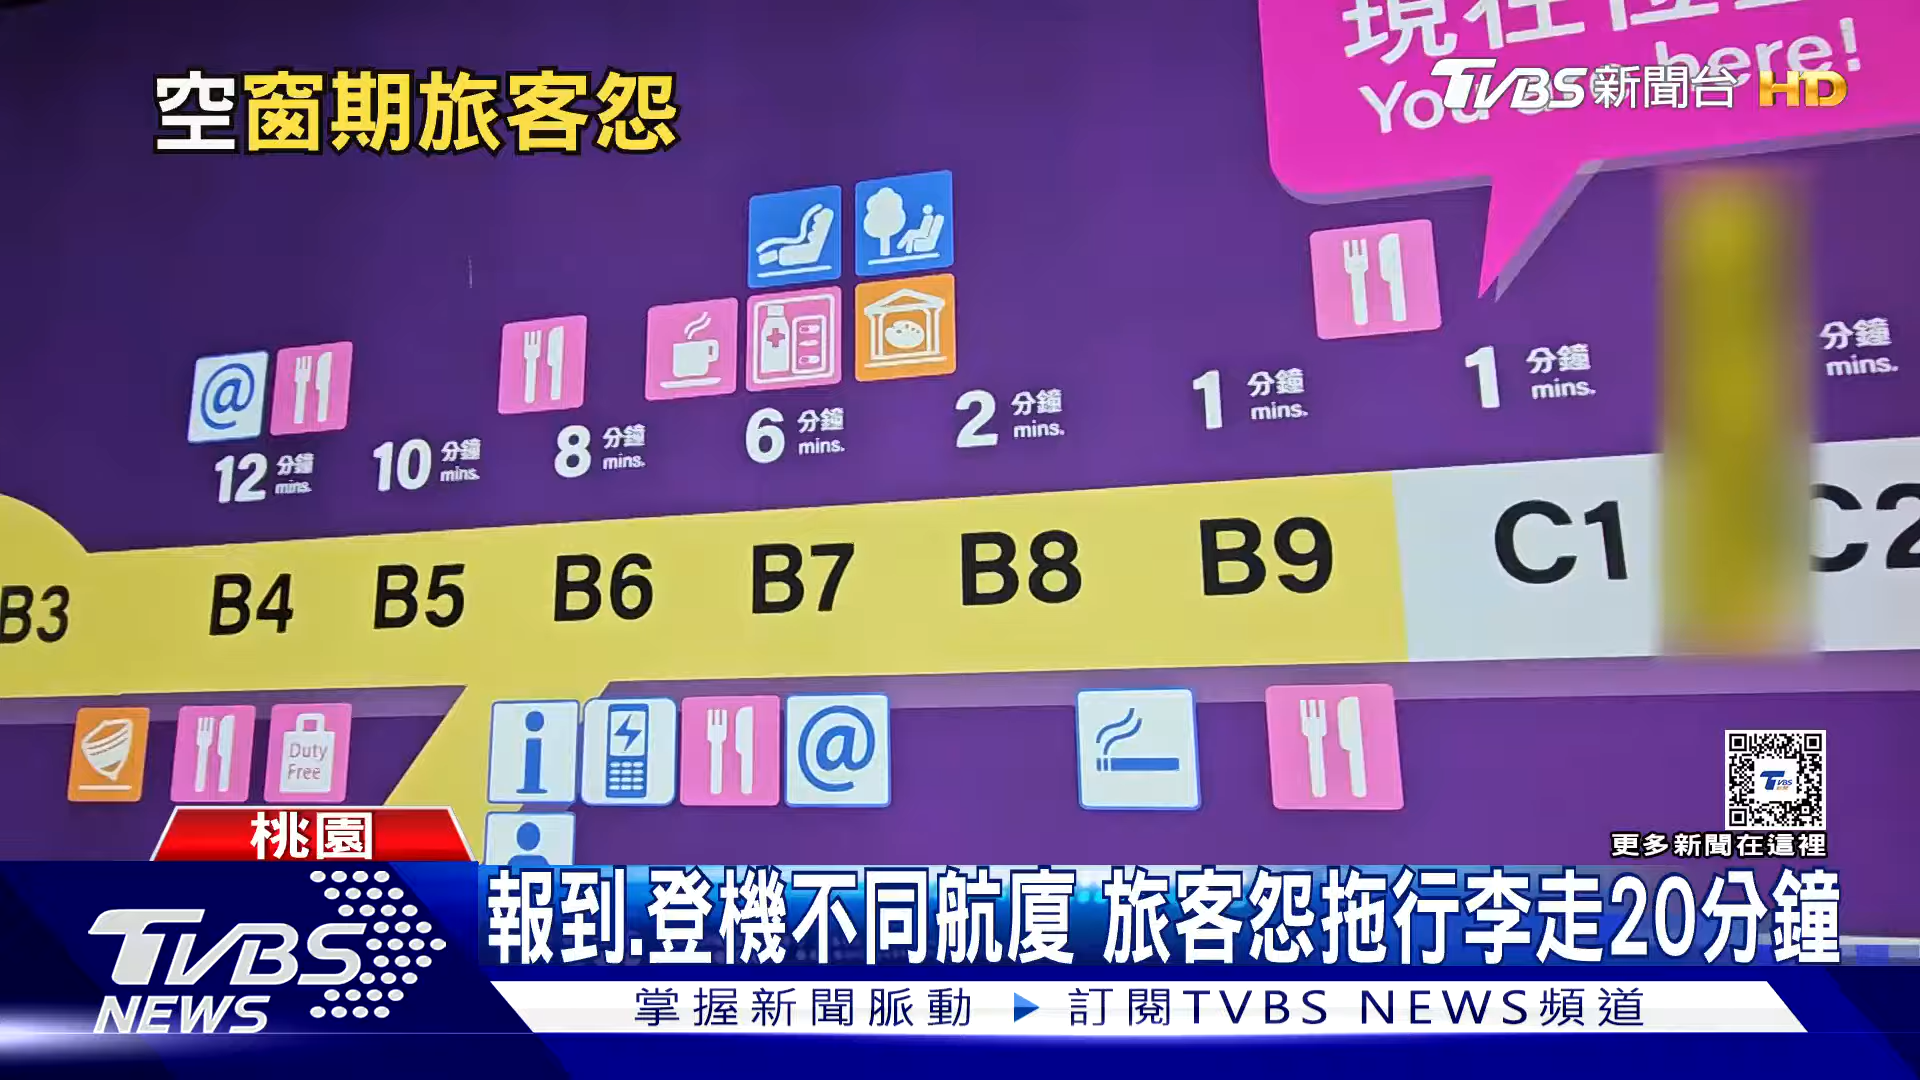 空窗期旅客怨
現在位
You are here!
TVBS新聞台 HD
12 分鐘 mins.
10 分鐘 mins.
8 分鐘 mins.
6 分鐘 mins.
2 分鐘 mins.
1 分鐘 mins.
1 分鐘 mins.
分鐘 mins.
B3 B4 B5 B6 B7 B8 B9 C1 C2
Duty
Free
更多新聞在這裡
桃園
報到.登機不同航廈 旅客怨拖行李走20分鐘
TVBS
NEWS
掌握新聞脈動 ▶ 訂閱TVBS NEWS頻道